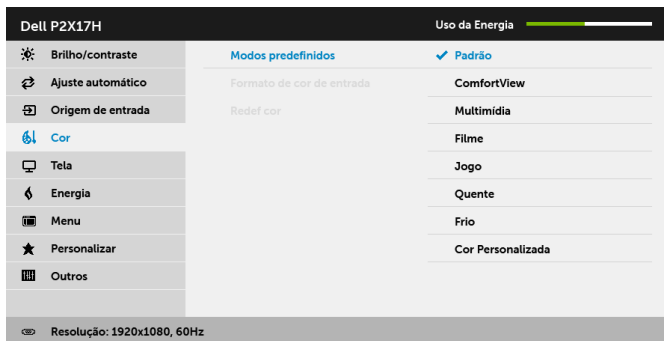 Dell P2X17H
Uso da Energia
Brilho/contraste
Modos predefinidos
Padrão
Ajuste automático
Formato de cor de entrada
ComfortView
Origem de entrada
Redef cor
Multimídia
Cor
Filme
Tela
Jogo
Energia
Quente
Menu
Frio
Personalizar
Cor Personalizada
Outros
Resolução: 1920x1080, 60Hz